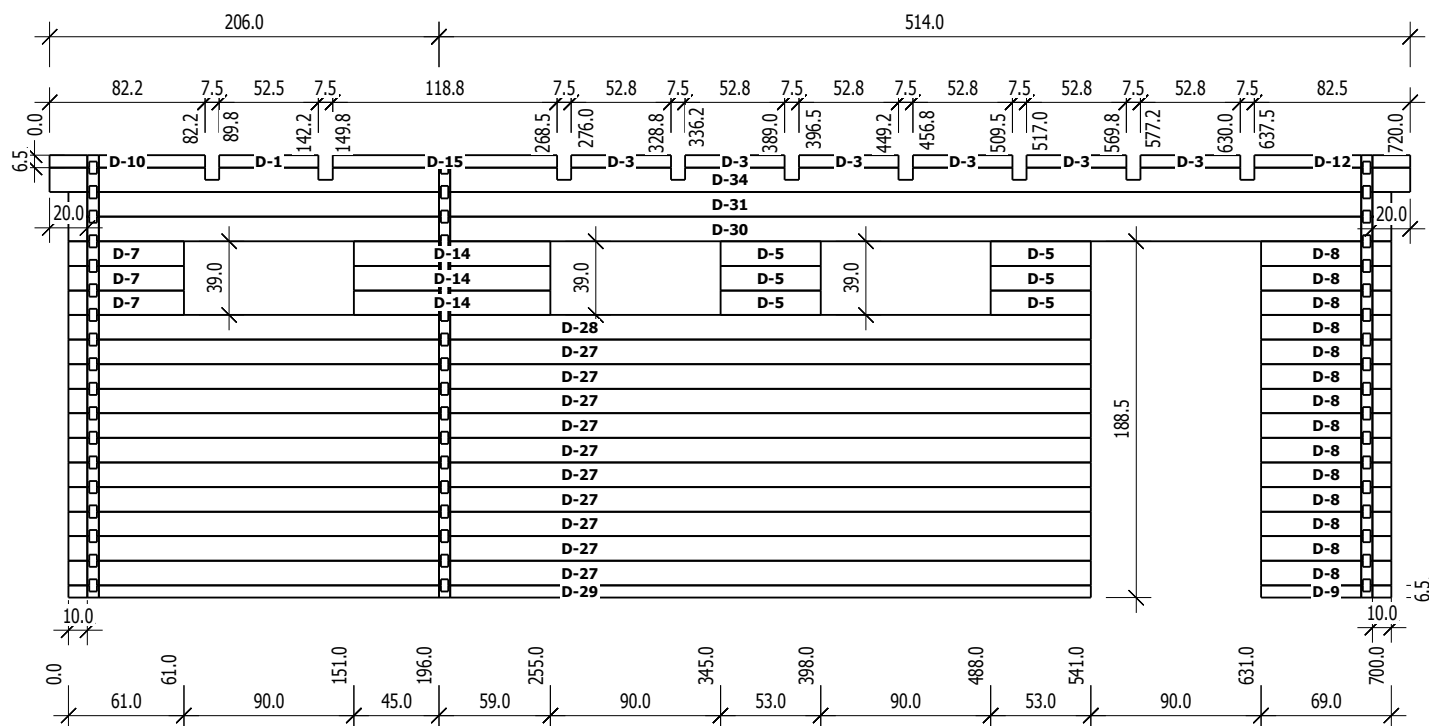 206.0 514.0
82.2 7.5 52.5 7.5 118.8 7.5 52.8 7.5 52.8 7.5 52.8 7.5 52.8 7.5 52.8 7.5 52.8 7.5 82.5
0.0 82.2 89.8 142.2 149.8 268.5 276.0 328.8 336.2 389.0 396.5 449.2 456.8 509.5 517.0 569.8 577.2 630.0 637.5 720.0
6.5 D-10 D-1 D-15 D-3 D-3 D-3 D-3 D-3 D-3 D-12
D-34
20.0 D-31 20.0
D-30
D-7 D-14 D-5 D-5 D-8
39.0 39.0 39.0
D-7 D-14 D-5 D-5 D-8
D-7 D-14 D-5 D-5 D-8
D-28 D-8
D-27 D-8
D-27 D-8
D-27 D-8
D-27 D-8
188.5
D-27 D-8
D-27 D-8
D-27 D-8
D-27 D-8
D-27 D-8
D-27 D-8
D-29 D-9 6.5
10.0 10.0
0.0 61.0 151.0 196.0 255.0 345.0 398.0 488.0 541.0 631.0 700.0
61.0 90.0 45.0 59.0 90.0 53.0 90.0 53.0 90.0 69.0